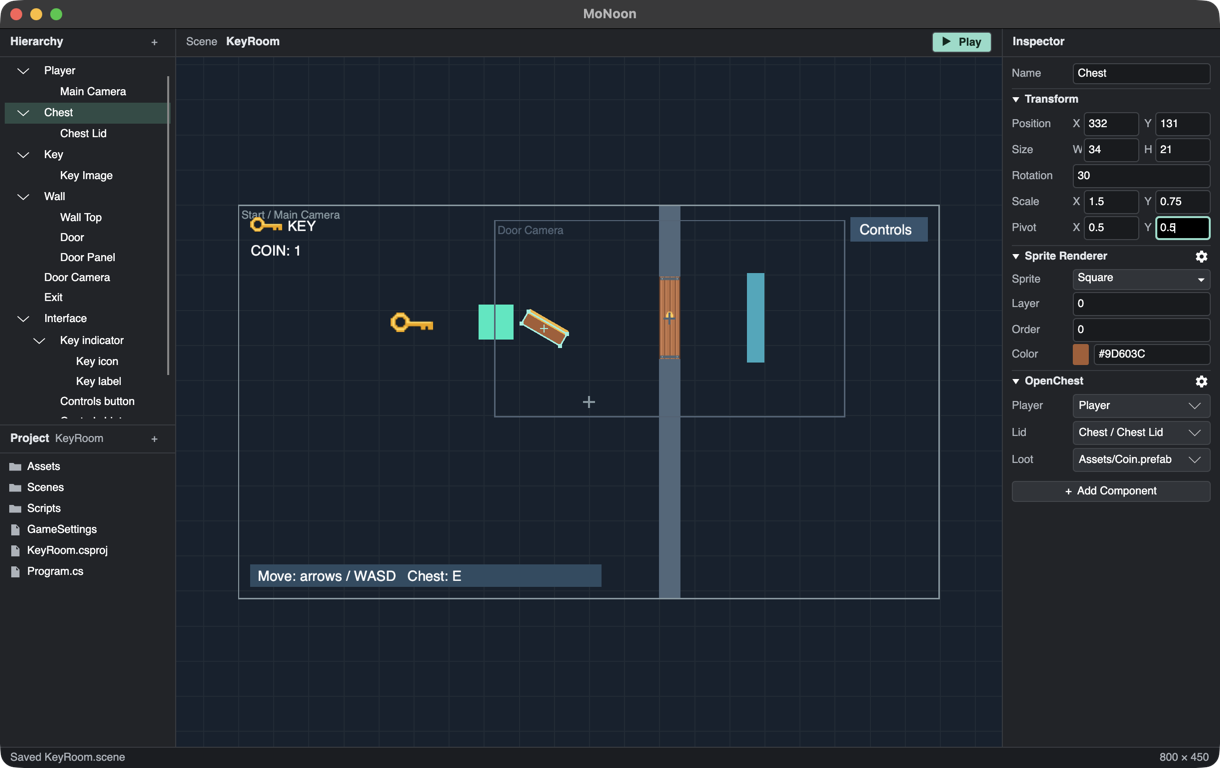 MoNoon
Hierarchy +
Player
Main Camera
Chest
Chest Lid
Key
Key Image
Wall
Wall Top
Door
Door Panel
Door Camera
Exit
Interface
Key indicator
Key icon
Key label
Controls button
Project KeyRoom +
Assets
Scenes
Scripts
GameSettings
KeyRoom.csproj
Program.cs
Scene KeyRoom
Play
Start / Main Camera
KEY
COIN: 1
Door Camera
Controls
Move: arrows / WASD Chest: E
Inspector
Name Chest
Transform
Position X 332 Y 131
Size W 34 H 21
Rotation 30
Scale X 1.5 Y 0.75
Pivot X 0.5 Y 0.5
Sprite Renderer
Sprite Square
Layer 0
Order 0
Color #9D603C
OpenChest
Player Player
Lid Chest / Chest Lid
Loot Assets/Coin.prefab
+ Add Component
Saved KeyRoom.scene
800 × 450